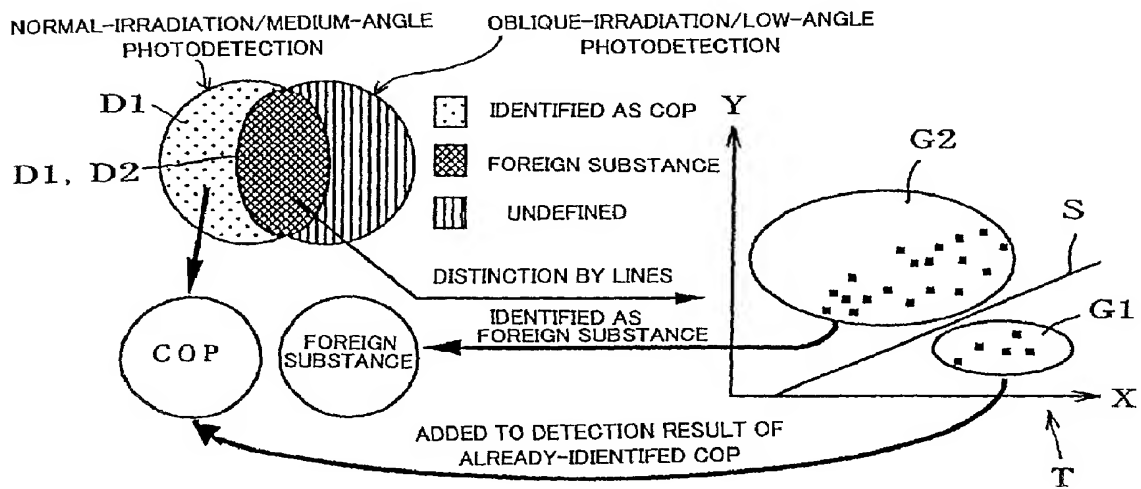 NORMAL-IRRADIATION/MEDIUM-ANGLE
PHOTODETECTION
OBLIQUE-IRRADIATION/LOW-ANGLE
PHOTODETECTION
D1
D1, D2
IDENTIFIED AS COP
FOREIGN SUBSTANCE
UNDEFINED
Y
G2
S
DISTINCTION BY LINES
IDENTIFIED AS
FOREIGN SUBSTANCE
G1
COP
FOREIGN
SUBSTANCE
X
ADDED TO DETECTION RESULT OF
ALREADY-IDIENTIFED COP
T